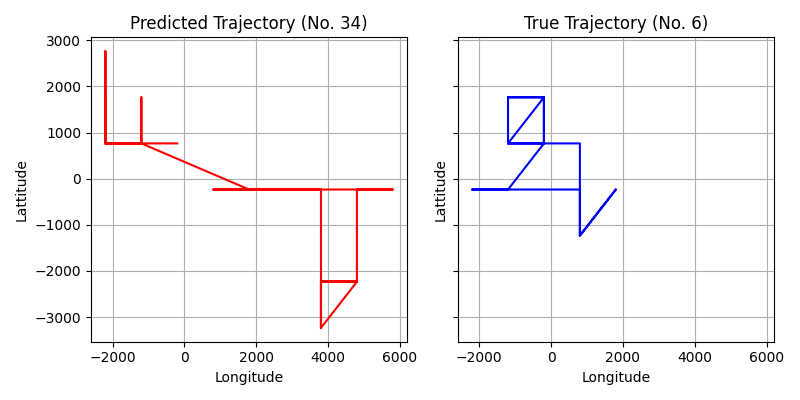 Predicted Trajectory (No. 34)
True Trajectory (No. 6)
3000
2000
1000
0
−1000
−2000
−3000
Lattitude
Lattitude
−2000 0 2000 4000 6000
−2000 0 2000 4000 6000
Longitude
Longitude